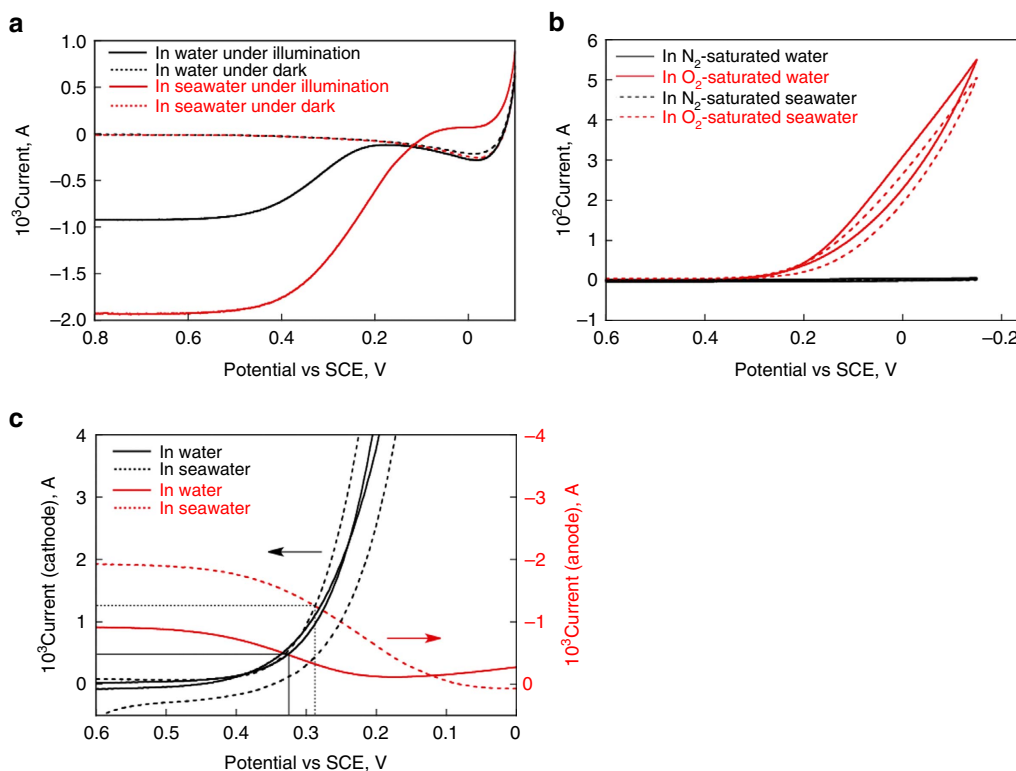 a
In water under illumination
In water under dark
In seawater under illumination
In seawater under dark
1.0
0.5
0
−0.5
−1.0
−1.5
−2.0
10³Current, A
0.8
0.6
0.4
0.2
0
Potential vs SCE, V
b
In N₂-saturated water
In O₂-saturated water
In N₂-saturated seawater
In O₂-saturated seawater
6
5
4
3
2
1
0
−1
10²Current, A
0.6
0.4
0.2
0
−0.2
Potential vs SCE, V
c
In water
In seawater
In water
In seawater
4
3
2
1
0
10³Current (cathode), A
−4
−3
−2
−1
0
10³Current (anode), A
0.6
0.5
0.4
0.3
0.2
0.1
0
Potential vs SCE, V